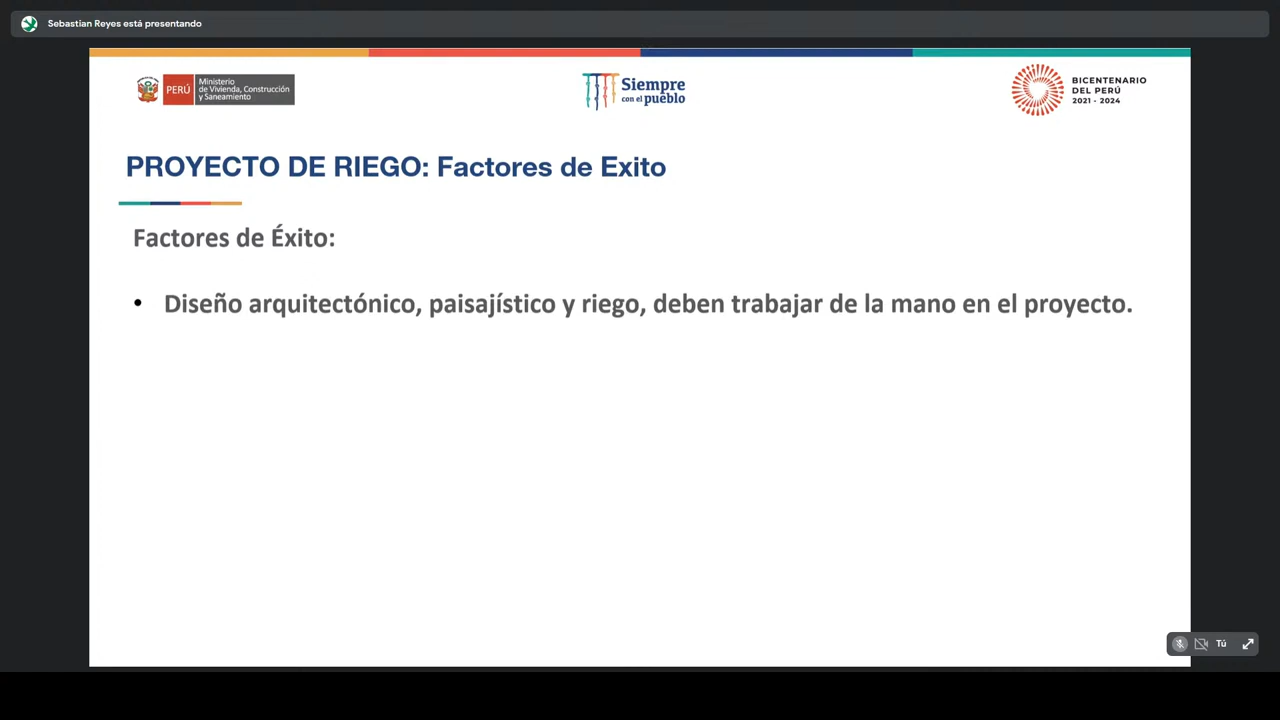 Sebastian Reyes está presentando
PERÚ
Ministerio
de Vivienda, Construcción
y Saneamiento
Siempre
con el pueblo
BICENTENARIO
DEL PERÚ
2021 - 2024
PROYECTO DE RIEGO: Factores de Exito
Factores de Éxito:
• Diseño arquitectónico, paisajístico y riego, deben trabajar de la mano en el proyecto.
Tú